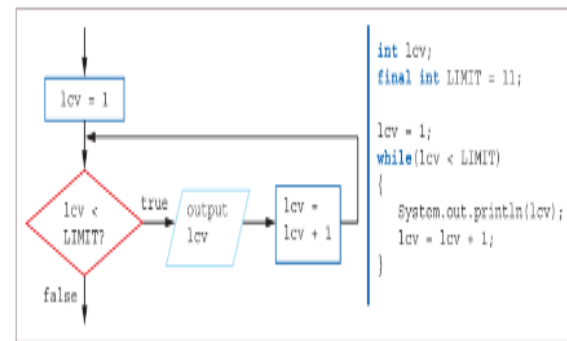 lcv = 1
lcv <
LIMIT?
true
false
output
lcv
lcv =
lcv + 1
int lcv;
final int LIMIT = 11;
lcv = 1;
while(lcv < LIMIT)
{
System.out.println(lcv);
lcv = lcv + 1;
}